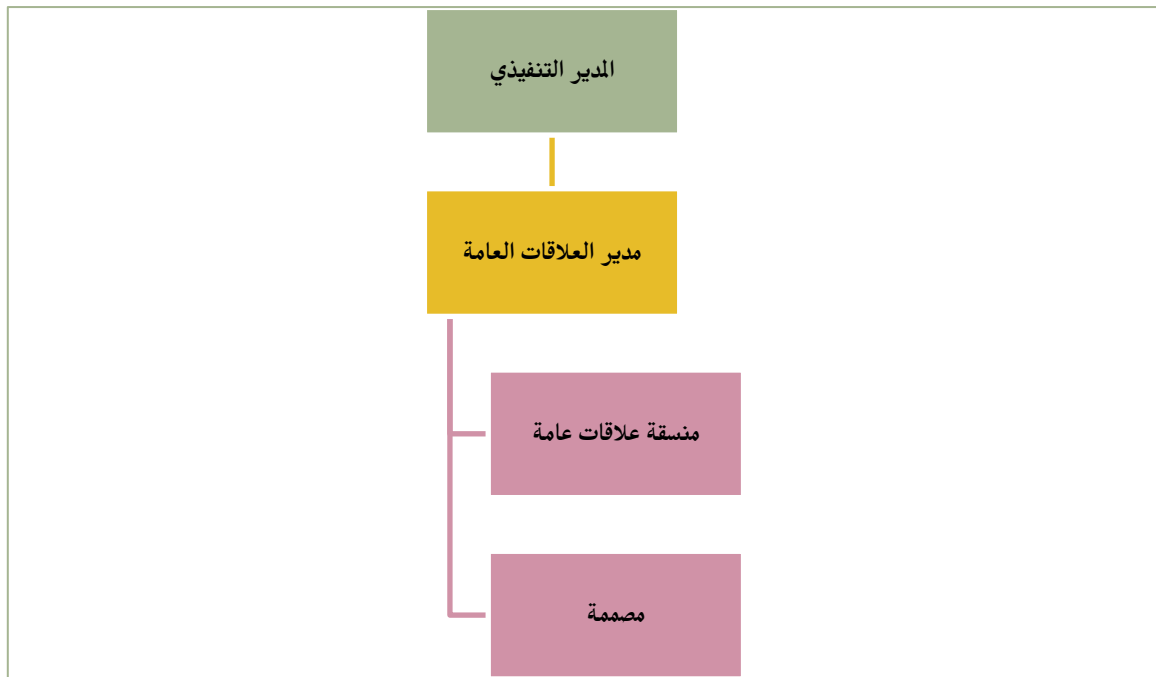 المدير التنفيذي
مدير العلاقات العامة
منسقة علاقات عامة
مصممة